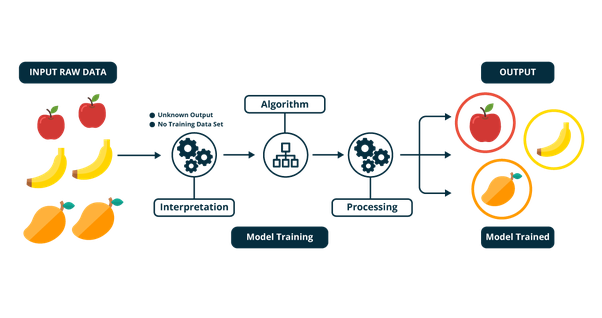 INPUT RAW DATA
OUTPUT
Algorithm
Unknown Output
No Training Data Set
Interpretation
Processing
Model Training
Model Trained